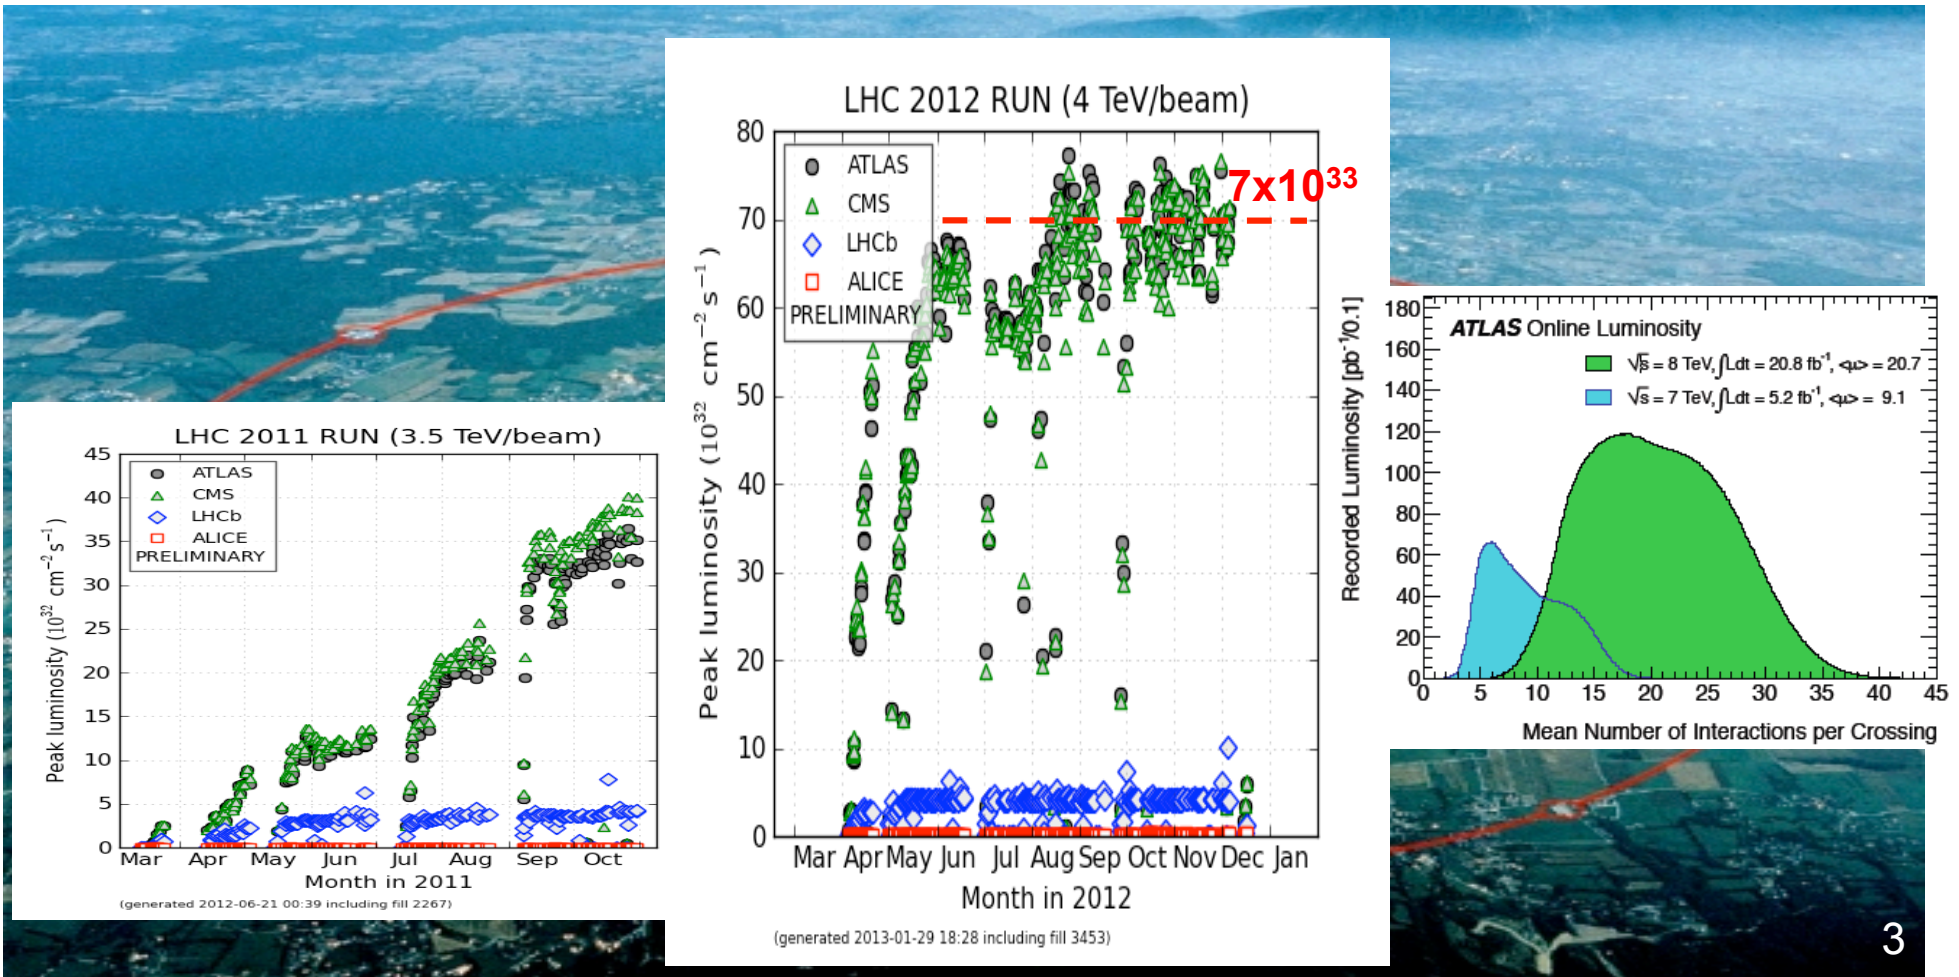 LHC 2011 RUN (3.5 TeV/beam)
45
40
35
30
25
20
15
10
5
0
ATLAS
CMS
LHCb
ALICE
PRELIMINARY
Peak luminosity (10³² cm⁻² s⁻¹)
Mar Apr May Jun Jul Aug Sep Oct
Month in 2011
(generated 2012-06-21 00:39 including fill 2267)
LHC 2012 RUN (4 TeV/beam)
80
70
60
50
40
30
20
10
0
ATLAS
CMS
LHCb
ALICE
PRELIMINARY
7x10³³
Peak luminosity (10³² cm⁻² s⁻¹)
Mar Apr May Jun Jul Aug Sep Oct Nov Dec Jan
Month in 2012
(generated 2013-01-29 18:28 including fill 3453)
Recorded Luminosity [pb⁻¹/0.1]
180
160
140
120
100
80
60
40
20
0
ATLAS Online Luminosity
√s = 8 TeV, ∫Ldt = 20.8 fb⁻¹, <μ> = 20.7
√s = 7 TeV, ∫Ldt = 5.2 fb⁻¹, <μ> = 9.1
0 5 10 15 20 25 30 35 40 45
Mean Number of Interactions per Crossing
3